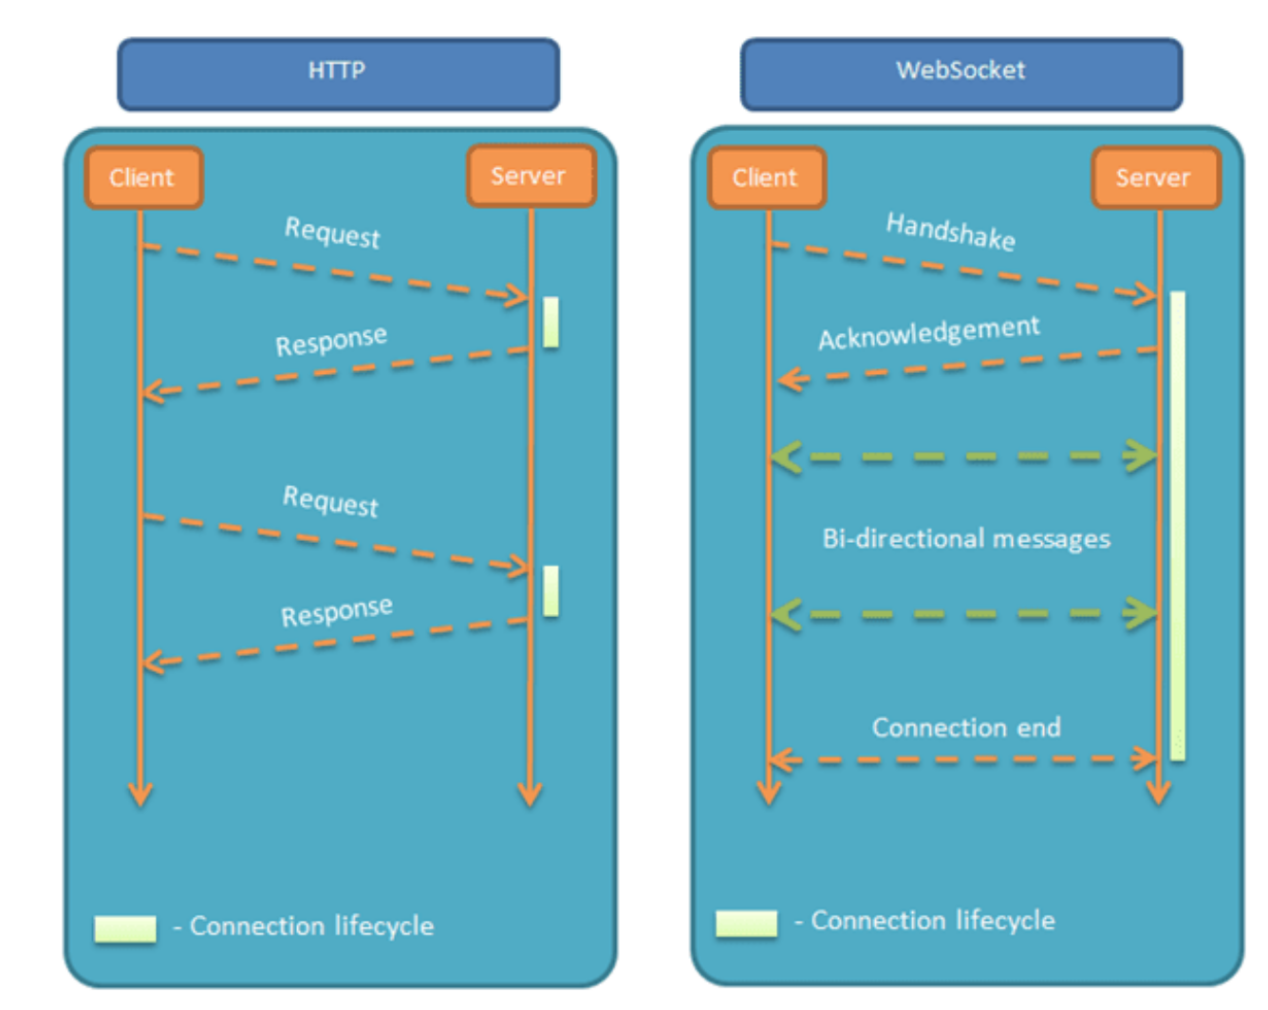 HTTP
Client
Server
Request
Response
Request
Response
- Connection lifecycle
WebSocket
Client
Server
Handshake
Acknowledgement
Bi-directional messages
Connection end
- Connection lifecycle